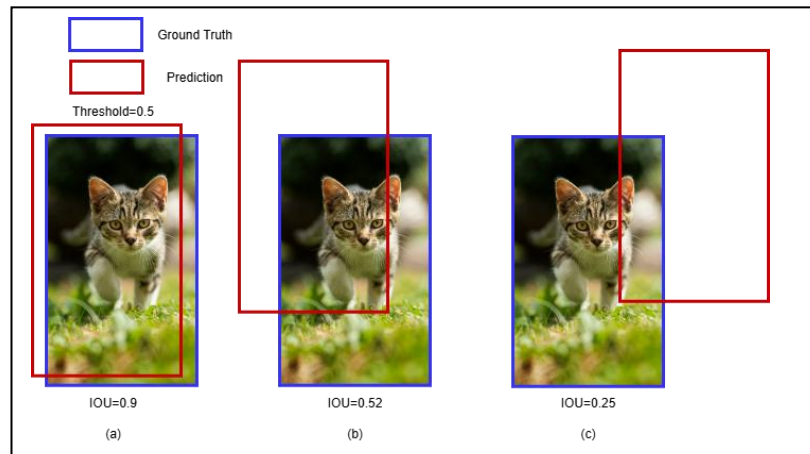 Ground Truth
Prediction
Threshold=0.5
IOU=0.9
IOU=0.52
IOU=0.25
(a)
(b)
(c)